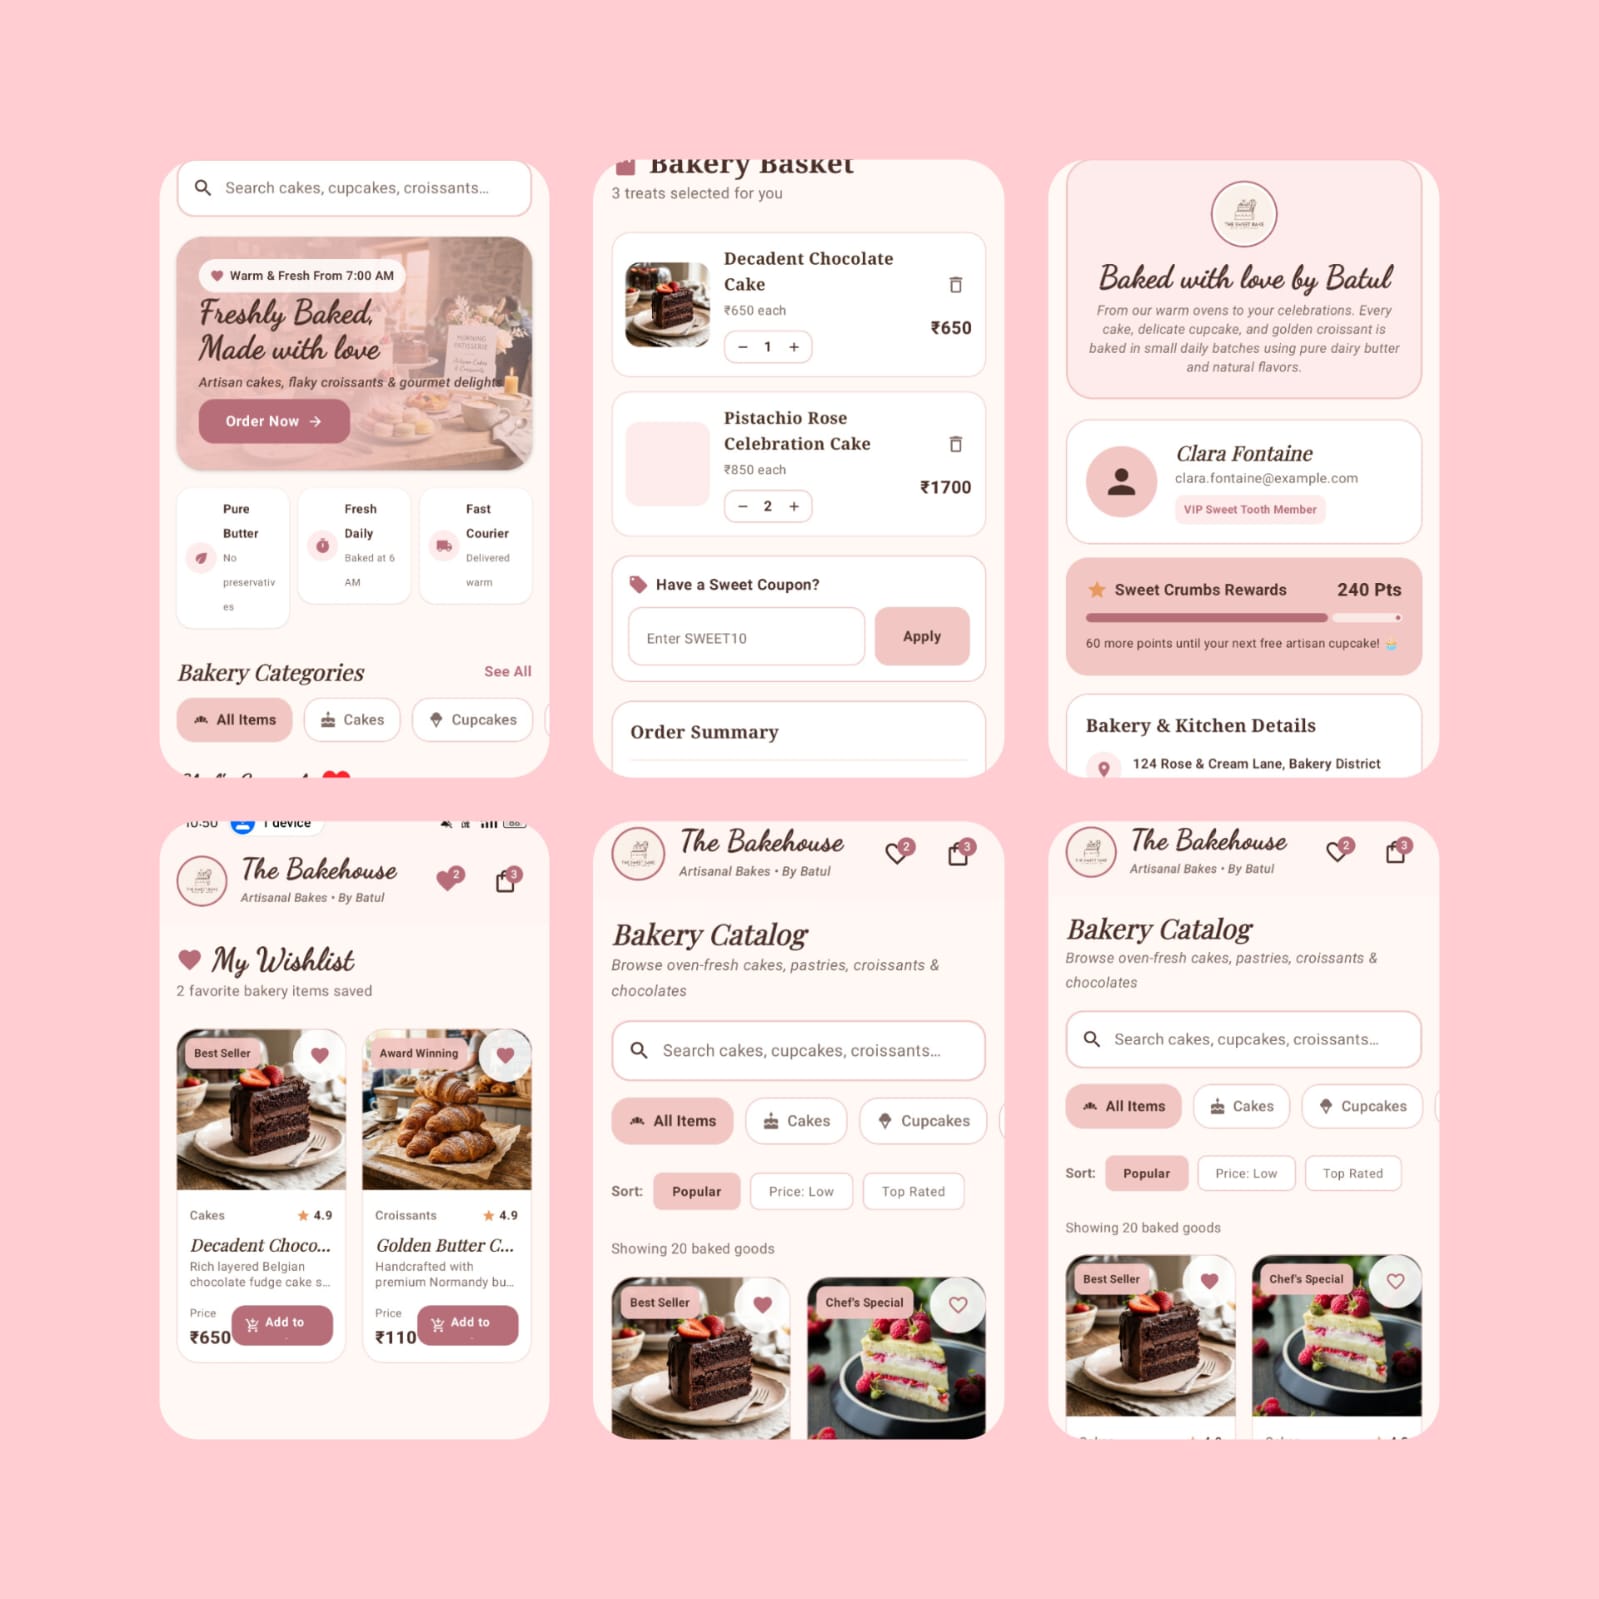 Search cakes, cupcakes, croissants...
Warm & Fresh From 7:00 AM
Freshly Baked,
Made with love
MORNING
PATISSERIE
Artisan Cakes
& Croissants
Artisan cakes, flaky croissants & gourmet delights
Order Now
Pure
Butter
No
preservativ
es
Fresh
Daily
Baked at 6
AM
Fast
Courier
Delivered
warm
Bakery Categories
See All
All Items
Cakes
Cupcakes
Bakery Basket
3 treats selected for you
Decadent Chocolate
Cake
₹650 each
₹650
− 1 +
Pistachio Rose
Celebration Cake
₹850 each
₹1700
− 2 +
Have a Sweet Coupon?
Enter SWEET10
Apply
Order Summary
THE SWEET BAKE
Baked with love by Batul
From our warm ovens to your celebrations. Every
cake, delicate cupcake, and golden croissant is
baked in small daily batches using pure dairy butter
and natural flavors.
Clara Fontaine
clara.fontaine@example.com
VIP Sweet Tooth Member
Sweet Crumbs Rewards
240 Pts
60 more points until your next free artisan cupcake! 🧁
Bakery & Kitchen Details
124 Rose & Cream Lane, Bakery District
10:50
1 device
The Bakehouse
2
3
Artisanal Bakes • By Batul
My Wishlist
2 favorite bakery items saved
Best Seller
Award Winning
Cakes
4.9
Decadent Choco...
Rich layered Belgian
chocolate fudge cake s...
Price
₹650
Add to
Croissants
4.9
Golden Butter C...
Handcrafted with
premium Normandy bu...
Price
₹110
Add to
The Bakehouse
2
3
Artisanal Bakes • By Batul
Bakery Catalog
Browse oven-fresh cakes, pastries, croissants &
chocolates
Search cakes, cupcakes, croissants...
All Items
Cakes
Cupcakes
Sort:
Popular
Price: Low
Top Rated
Showing 20 baked goods
Best Seller
Chef's Special
The Bakehouse
2
3
Artisanal Bakes • By Batul
Bakery Catalog
Browse oven-fresh cakes, pastries, croissants &
chocolates
Search cakes, cupcakes, croissants...
All Items
Cakes
Cupcakes
Sort:
Popular
Price: Low
Top Rated
Showing 20 baked goods
Best Seller
Chef's Special